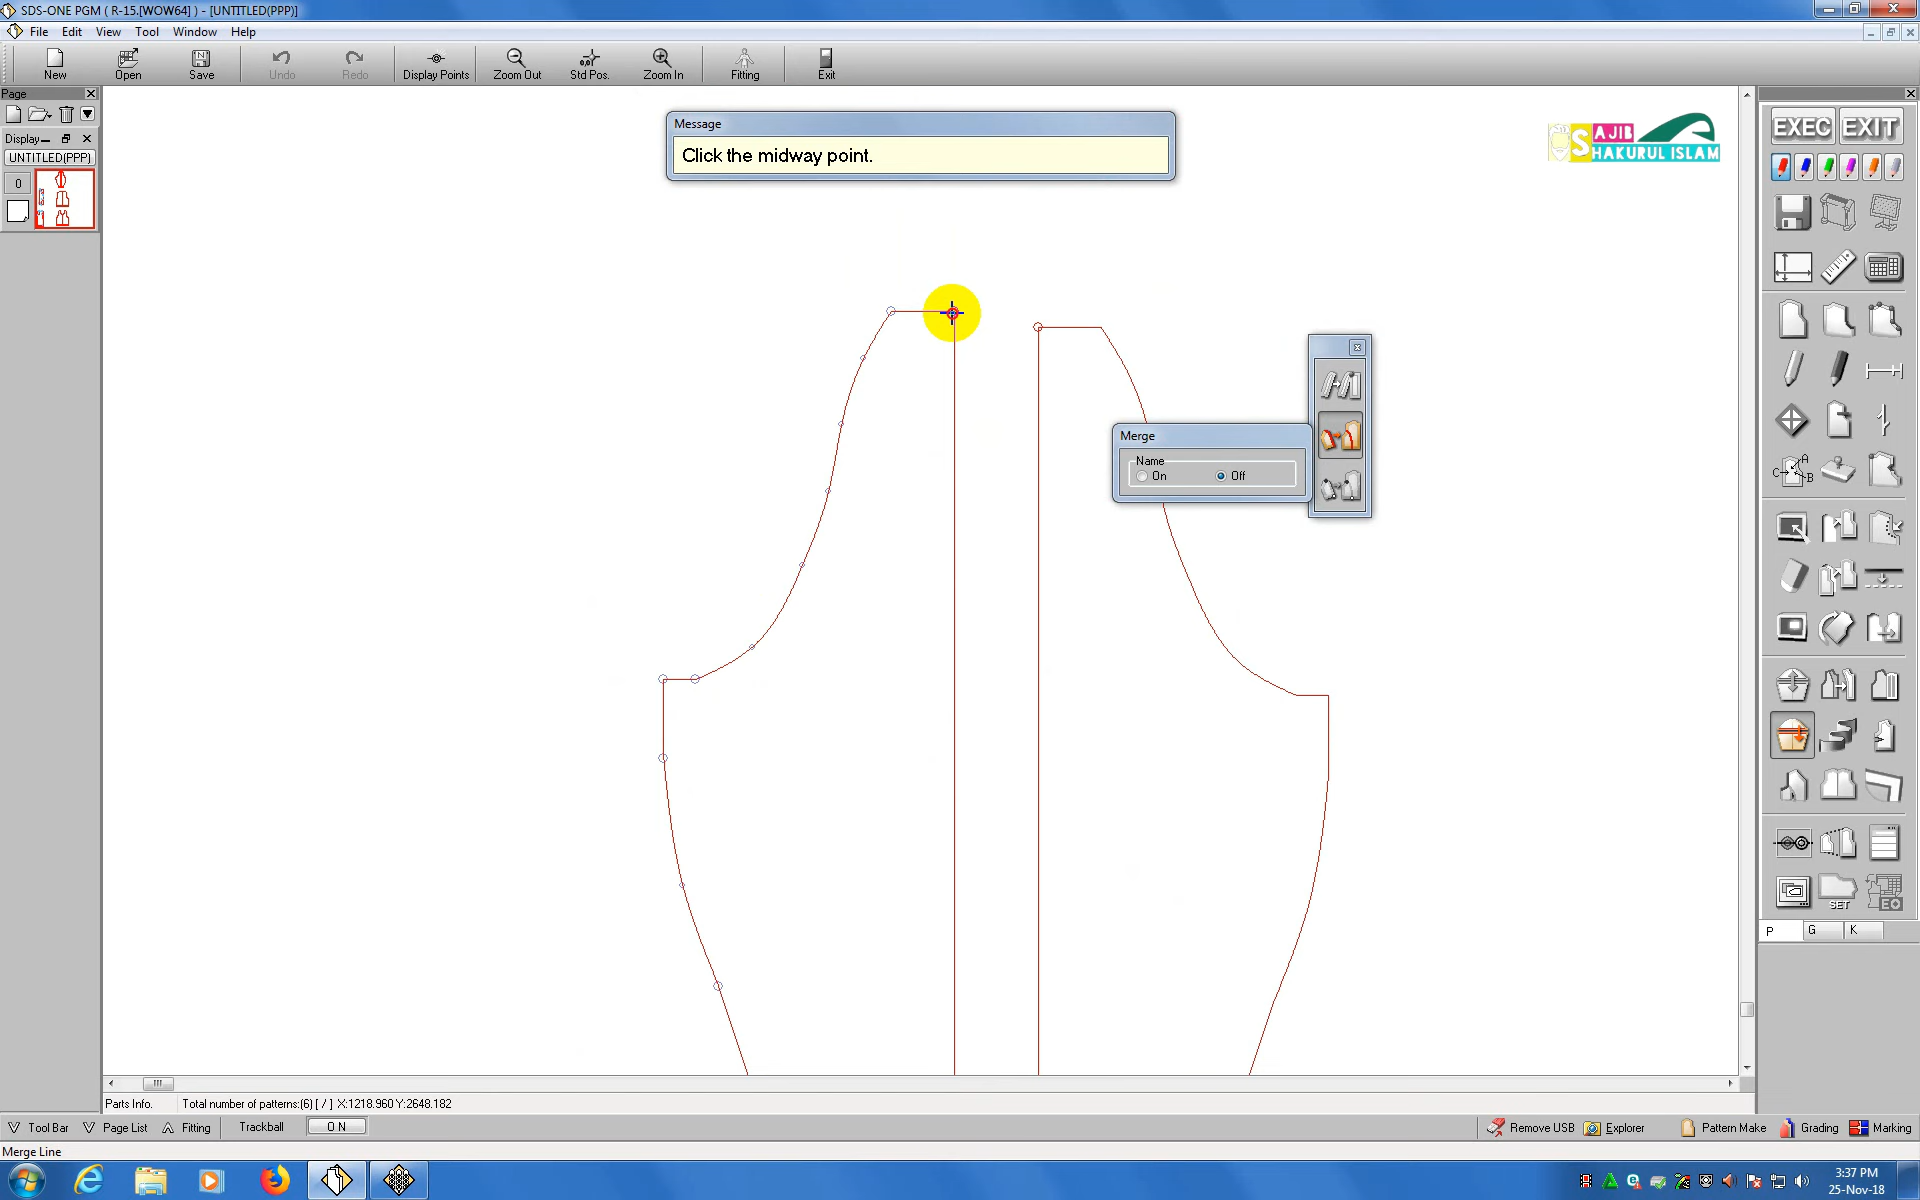 SDS-ONE PGM ( R-15.[WOW64] ) - [UNTITLED(PPP)]
File Edit View Tool Window Help
New Open Save Undo Redo Display Points Zoom Out Std Pos. Zoom In Fitting Exit
Page
Display
UNTITLED(PPP)
0
Message
Click the midway point.
S AJIB
HAKURUL ISLAM
EXEC EXIT
Merge
Name
On Off
A
C B
SET
EO
P G K
Parts Info. Total number of patterns:(6) [ / ] X:1218.960 Y:2648.182
Tool Bar Page List Fitting Trackball O N Remove USB Explorer Pattern Make Grading Marking
Merge Line
3:37 PM
25-Nov-18